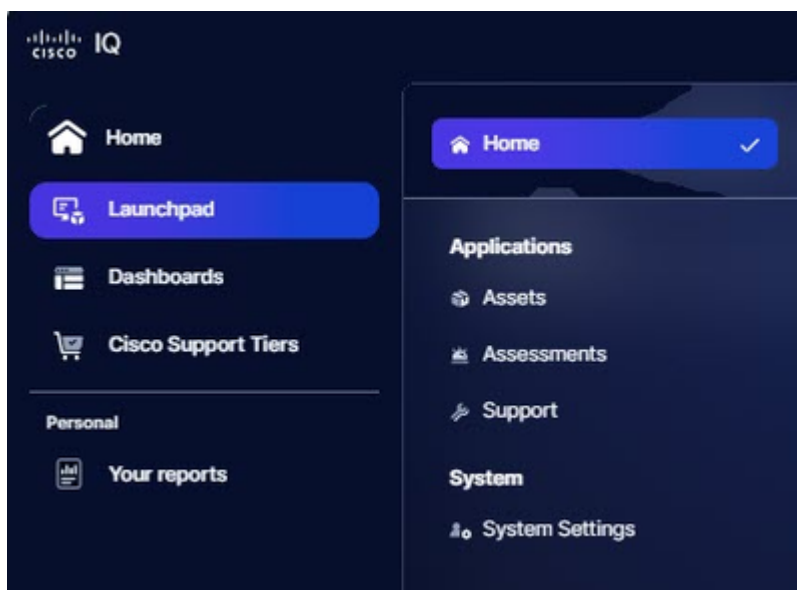 cisco IQ
Home
Launchpad
Dashboards
Cisco Support Tiers
Personal
Your reports
Home
Applications
Assets
Assessments
Support
System
System Settings